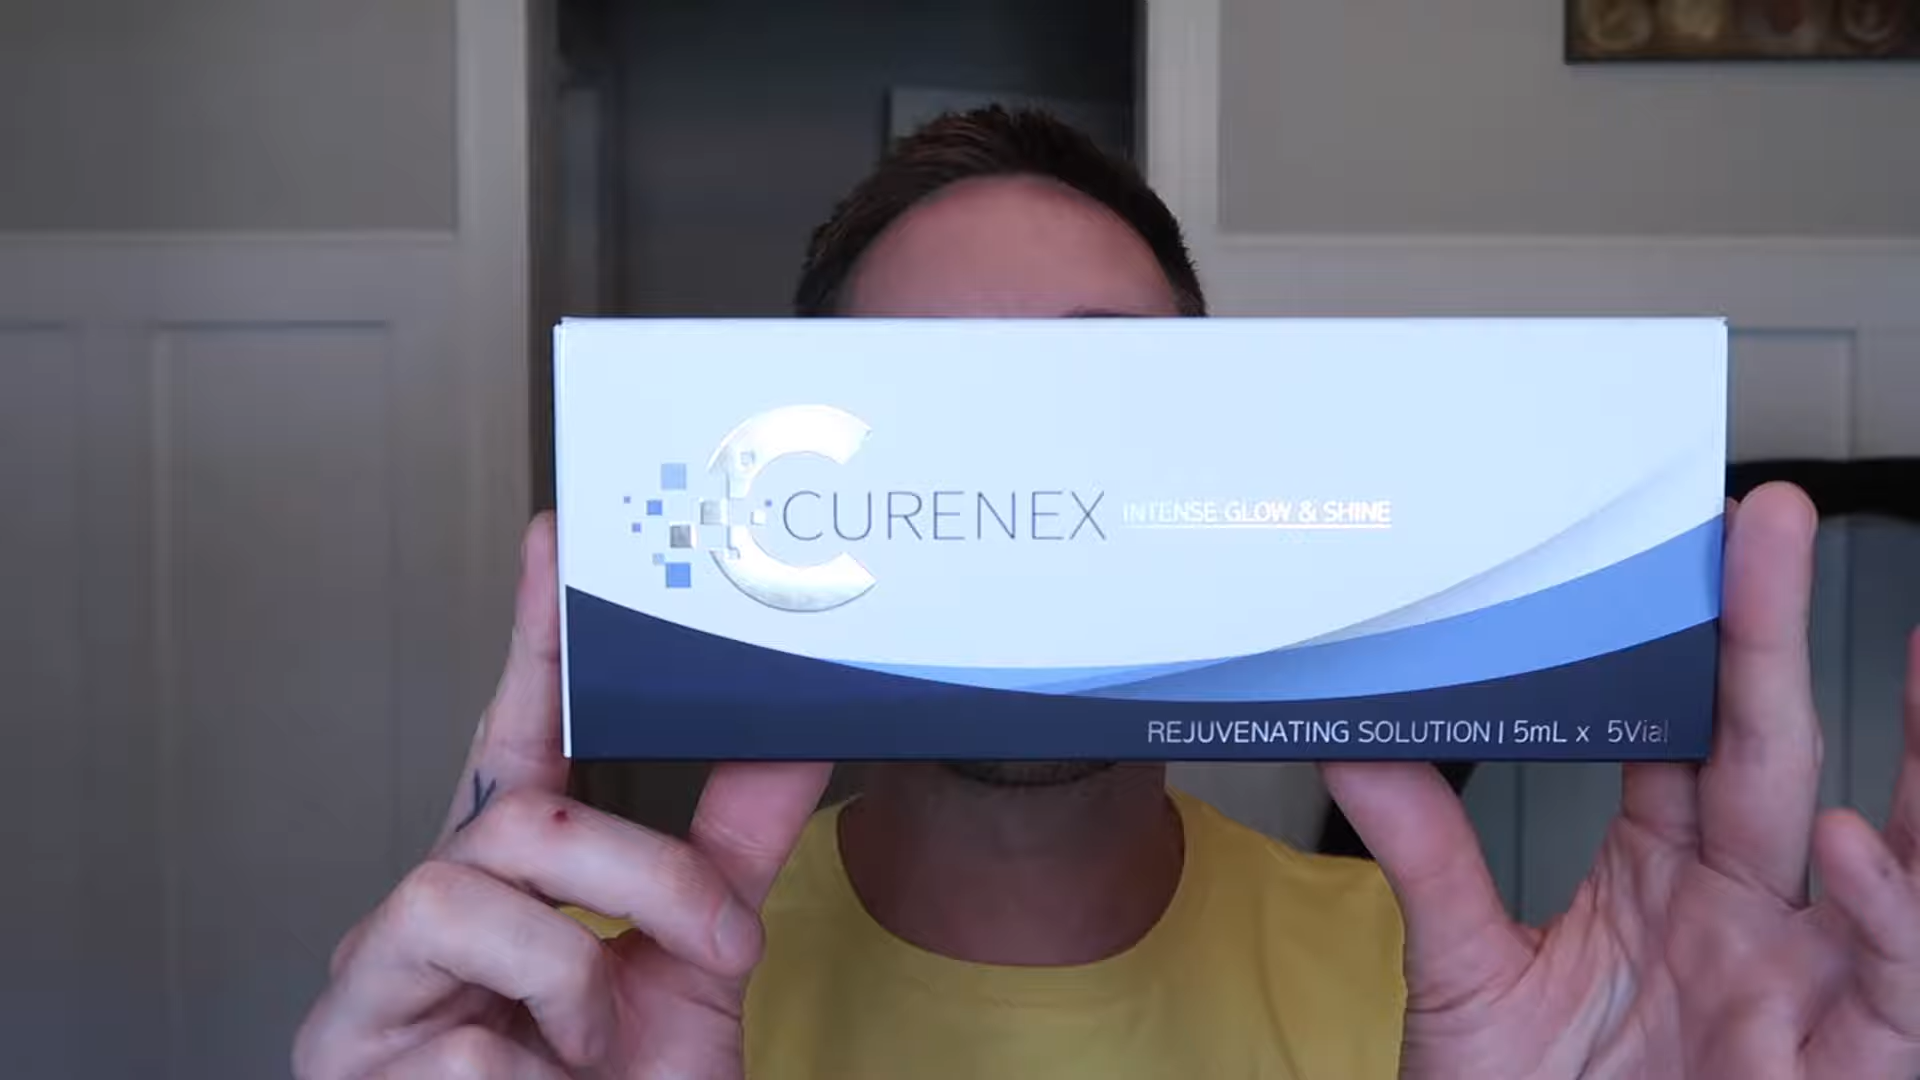 CURENEX INTENSE GLOW & SHINE
REJUVENATING SOLUTION | 5mL x 5Vial